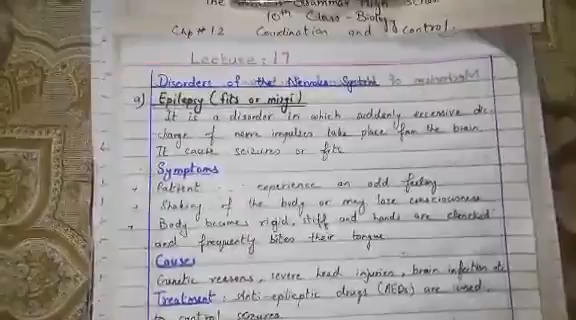 The Grammar High School
10th Class - Biology
Chp # 12 Coordination and Control.
Lecture: 17
Disorders of the Nervous System
a) Epilepsy (fits or mirgi)
It is a disorder in which suddenly excessive dis-
charge of nerve impulses take place from the brain.
It cause seizures or fits
Symptoms
Patient experience an odd feeling
Shaking of the body or may lose consciousness
Body becomes rigid, stiff and hands are clenched
and frequently bites their tongue
Causes
Genetic reasons, severe head injuries, brain infection etc
Treatment: Anti-epileptic drugs (AEDs) are used
to control seizures